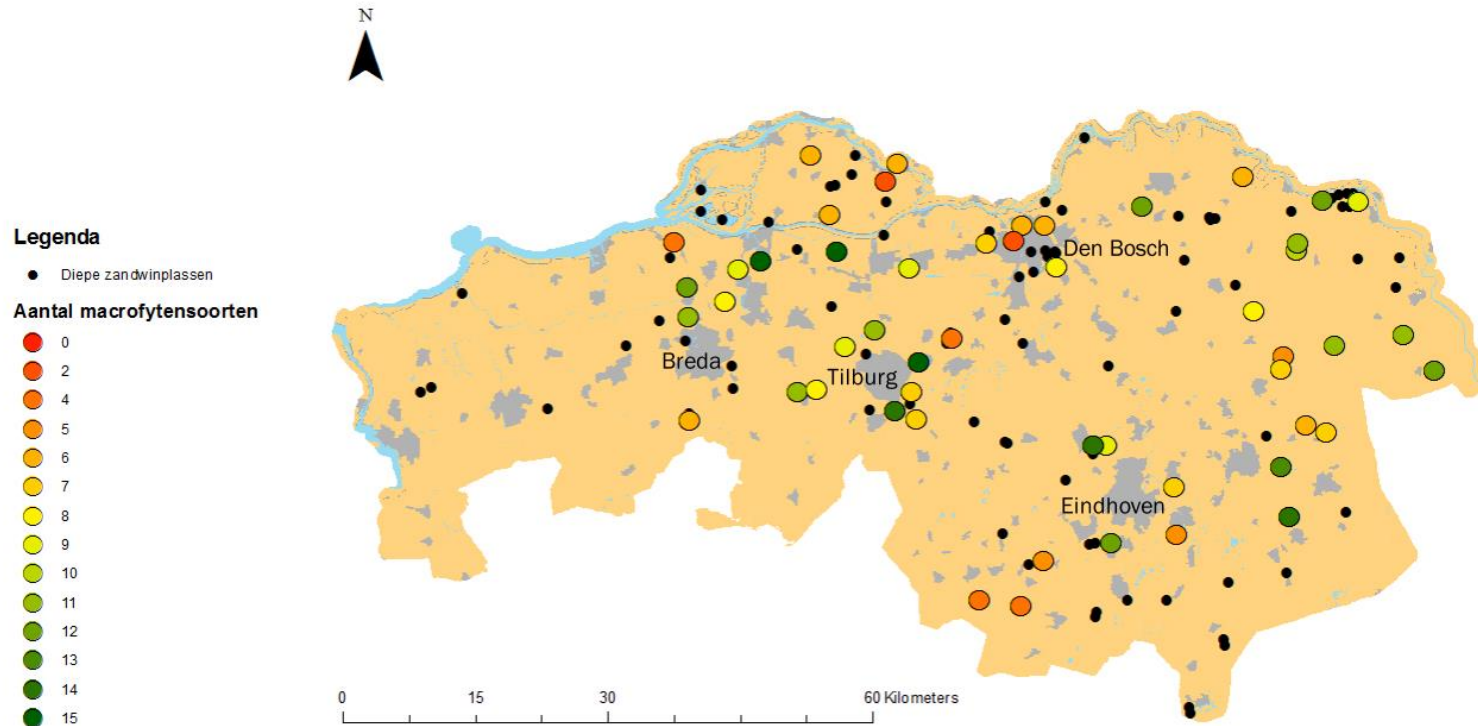 N
Legenda
Diepe zandwinplassen
Aantal macrofytensoorten
0
2
4
5
6
7
8
9
10
11
12
13
14
15
Den Bosch
Breda
Tilburg
Eindhoven
0 15 30 60 Kilometers